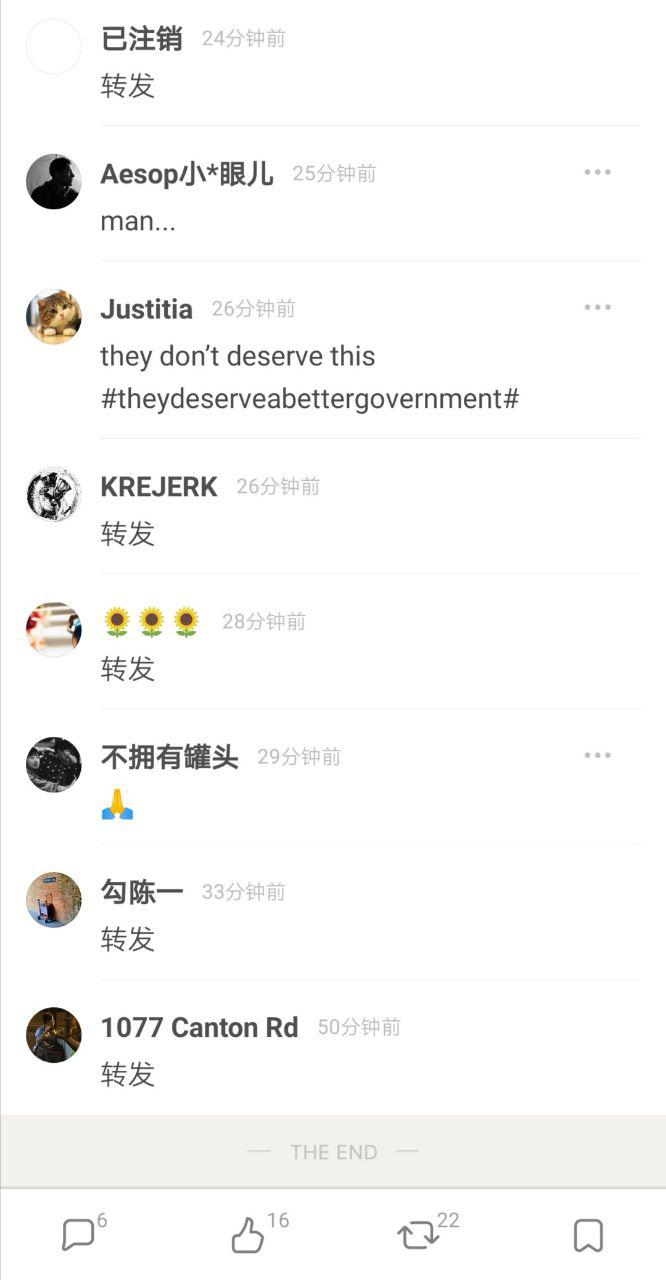 已注销 24分钟前
转发
Aesop小*眼儿 25分钟前
man...
Justitia 26分钟前
they don’t deserve this
#theydeserveabettergovernment#
KREJERK 26分钟前
转发
🌻🌻🌻 28分钟前
转发
不拥有罐头 29分钟前
🙏
勾陈一 33分钟前
转发
1077 Canton Rd 50分钟前
转发
THE END
6 16 22